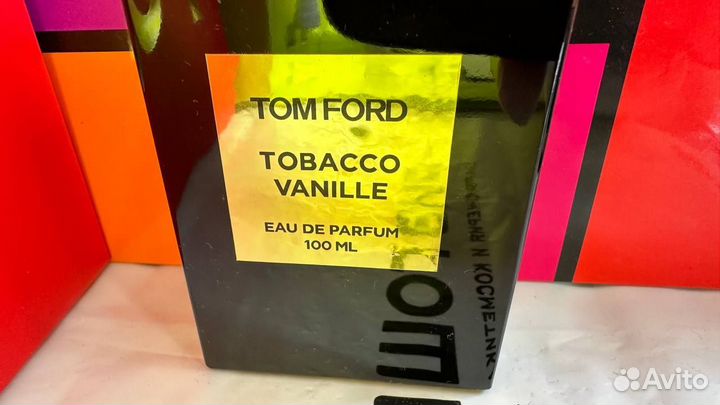 TOM FORD
TOBACCO
VANILLE
EAU DE PARFUM
100 ML
Avito